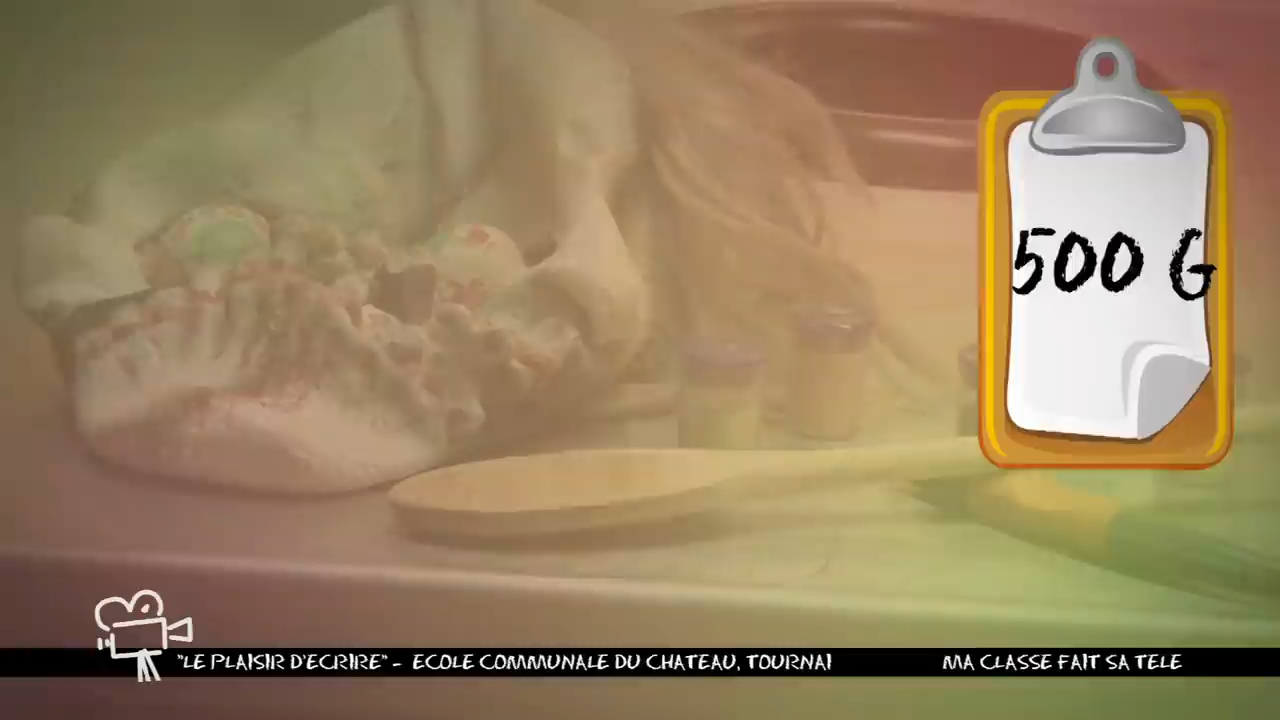 500 G
"LE PLAISIR D'ECRIRE" - ECOLE COMMUNALE DU CHATEAU, TOURNAI
MA CLASSE FAIT SA TELE